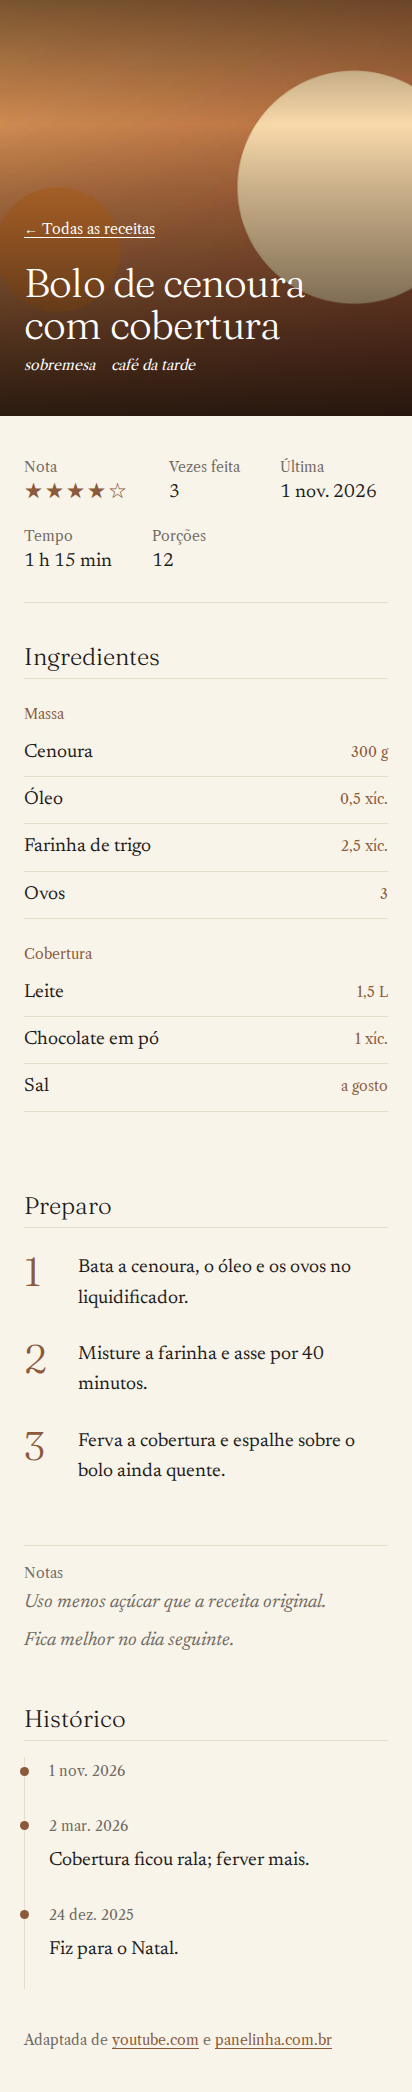 ← Todas as receitas
Bolo de cenoura
com cobertura
sobremesa café da tarde
Nota Vezes feita Última
★★★★☆ 3 1 nov. 2026
Tempo Porções
1 h 15 min 12
Ingredientes
Massa
Cenoura 300 g
Óleo 0,5 xíc.
Farinha de trigo 2,5 xíc.
Ovos 3
Cobertura
Leite 1,5 L
Chocolate em pó 1 xíc.
Sal a gosto
Preparo
1 Bata a cenoura, o óleo e os ovos no
liquidificador.
2 Misture a farinha e asse por 40
minutos.
3 Ferva a cobertura e espalhe sobre o
bolo ainda quente.
Notas
Uso menos açúcar que a receita original.
Fica melhor no dia seguinte.
Histórico
1 nov. 2026
2 mar. 2026
Cobertura ficou rala; ferver mais.
24 dez. 2025
Fiz para o Natal.
Adaptada de youtube.com e panelinha.com.br